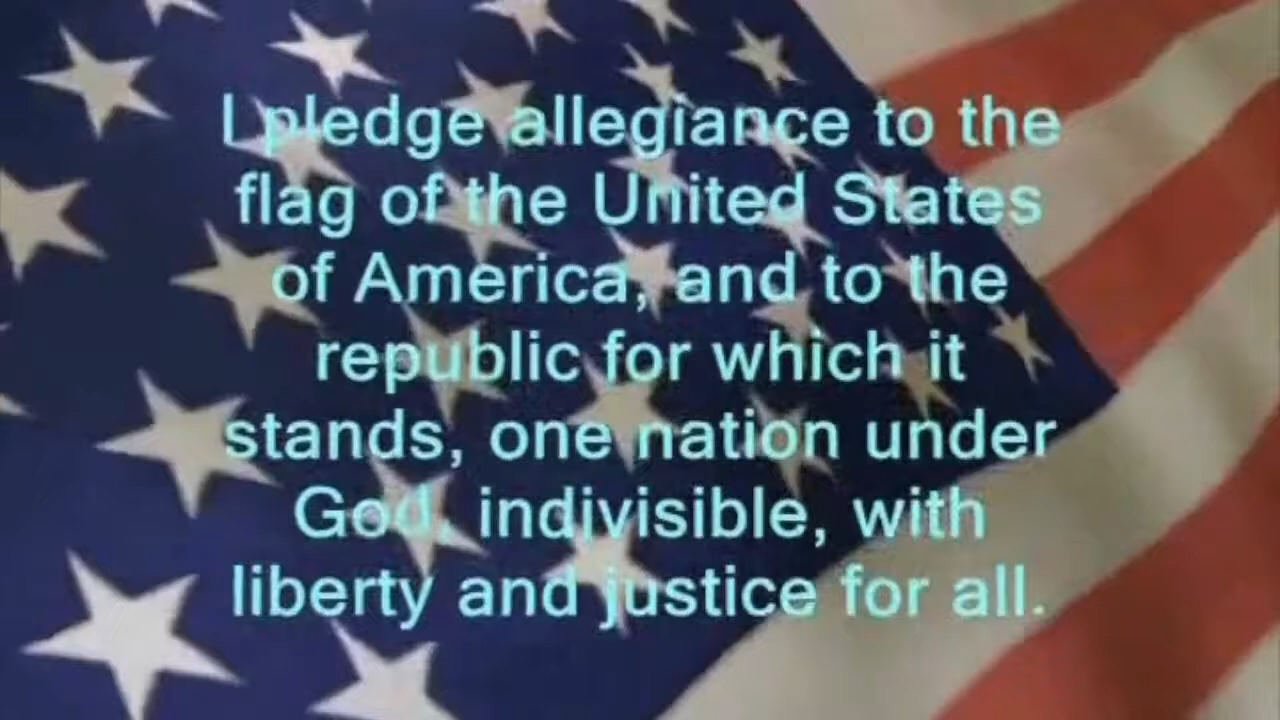 I pledge allegiance to the
flag of the United States
of America, and to the
republic for which it
stands, one nation under
God, indivisible, with
liberty and justice for all.